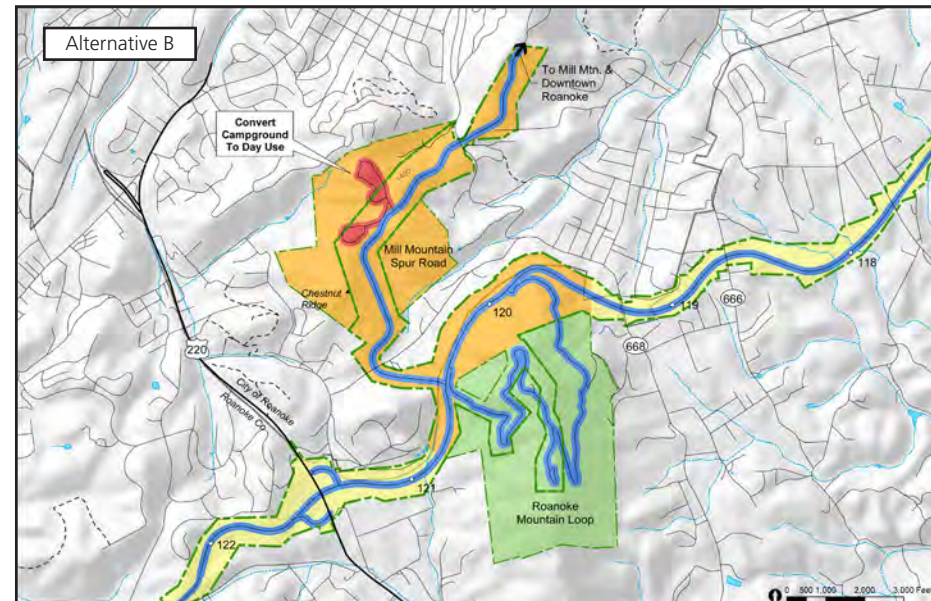 Alternative B
To Mill Mtn. &
Downtown
Roanoke
Convert
Campground
To Day Use
Mill Mountain
Spur Road
Chestnut
Ridge
118
119
120
666
668
220
City of Roanoke
Roanoke Co.
121
122
Roanoke
Mountain Loop
0 500 1,000 2,000 3,000 Feet